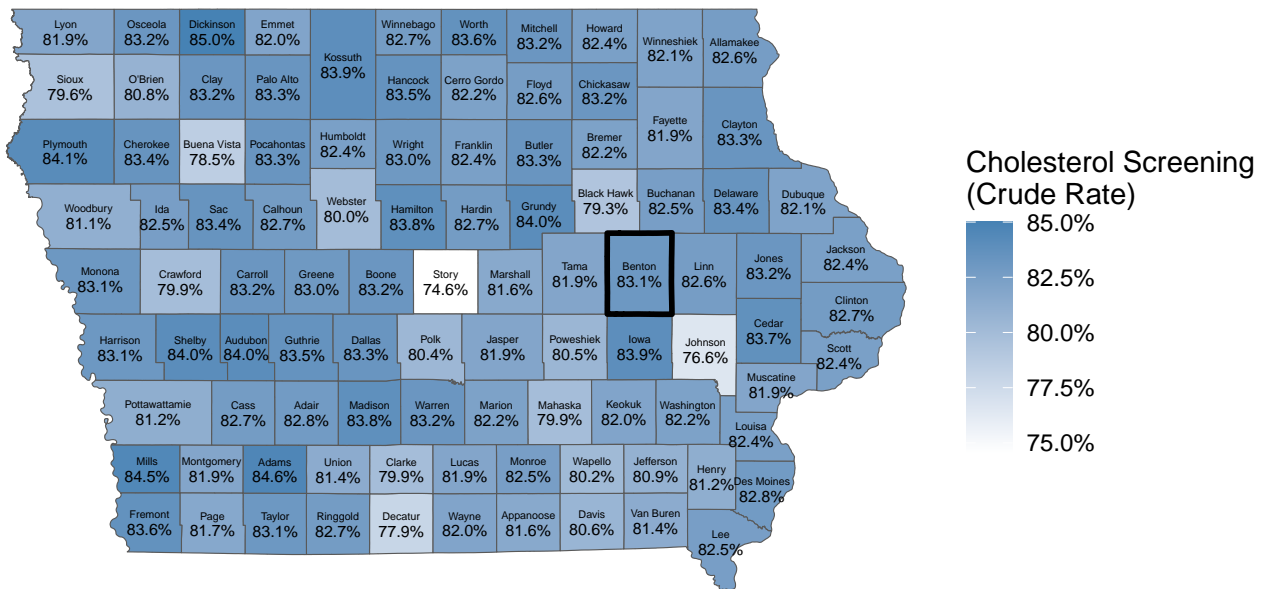 Lyon
81.9%
Osceola
83.2%
Dickinson
85.0%
Emmet
82.0%
Kossuth
83.9%
Winnebago
82.7%
Worth
83.6%
Mitchell
83.2%
Howard
82.4%
Winneshiek
82.1%
Allamakee
82.6%
Sioux
79.6%
O'Brien
80.8%
Clay
83.2%
Palo Alto
83.3%
Hancock
83.5%
Cerro Gordo
82.2%
Floyd
82.6%
Chickasaw
83.2%
Fayette
81.9%
Clayton
83.3%
Plymouth
84.1%
Cherokee
83.4%
Buena Vista
78.5%
Pocahontas
83.3%
Humboldt
82.4%
Wright
83.0%
Franklin
82.4%
Butler
83.3%
Bremer
82.2%
Woodbury
81.1%
Ida
82.5%
Sac
83.4%
Calhoun
82.7%
Webster
80.0%
Hamilton
83.8%
Hardin
82.7%
Grundy
84.0%
Black Hawk
79.3%
Buchanan
82.5%
Delaware
83.4%
Dubuque
82.1%
Monona
83.1%
Crawford
79.9%
Carroll
83.2%
Greene
83.0%
Boone
83.2%
Story
74.6%
Marshall
81.6%
Tama
81.9%
Benton
83.1%
Linn
82.6%
Jones
83.2%
Jackson
82.4%
Clinton
82.7%
Harrison
83.1%
Shelby
84.0%
Audubon
84.0%
Guthrie
83.5%
Dallas
83.3%
Polk
80.4%
Jasper
81.9%
Poweshiek
80.5%
Iowa
83.9%
Johnson
76.6%
Cedar
83.7%
Scott
82.4%
Muscatine
81.9%
Pottawattamie
81.2%
Cass
82.7%
Adair
82.8%
Madison
83.8%
Warren
83.2%
Marion
82.2%
Mahaska
79.9%
Keokuk
82.0%
Washington
82.2%
Louisa
82.4%
Mills
84.5%
Montgomery
81.9%
Adams
84.6%
Union
81.4%
Clarke
79.9%
Lucas
81.9%
Monroe
82.5%
Wapello
80.2%
Jefferson
80.9%
Henry
81.2%
Des Moines
82.8%
Fremont
83.6%
Page
81.7%
Taylor
83.1%
Ringgold
82.7%
Decatur
77.9%
Wayne
82.0%
Appanoose
81.6%
Davis
80.6%
Van Buren
81.4%
Lee
82.5%
Cholesterol Screening
(Crude Rate)
85.0%
82.5%
80.0%
77.5%
75.0%